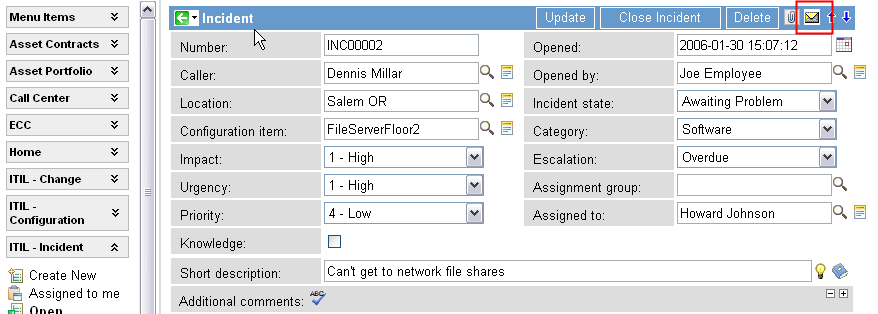 Menu Items
Asset Contracts
Asset Portfolio
Call Center
ECC
Home
ITIL - Change
ITIL -
Configuration
ITIL - Incident
Create New
Assigned to me
Open
Incident Update Close Incident Delete
Number: INC00002 Opened: 2006-01-30 15:07:12
Caller: Dennis Millar Opened by: Joe Employee
Location: Salem OR Incident state: Awaiting Problem
Configuration item: FileServerFloor2 Category: Software
Impact: 1 - High Escalation: Overdue
Urgency: 1 - High Assignment group:
Priority: 4 - Low Assigned to: Howard Johnson
Knowledge:
Short description: Can't get to network file shares
Additional comments: ABC